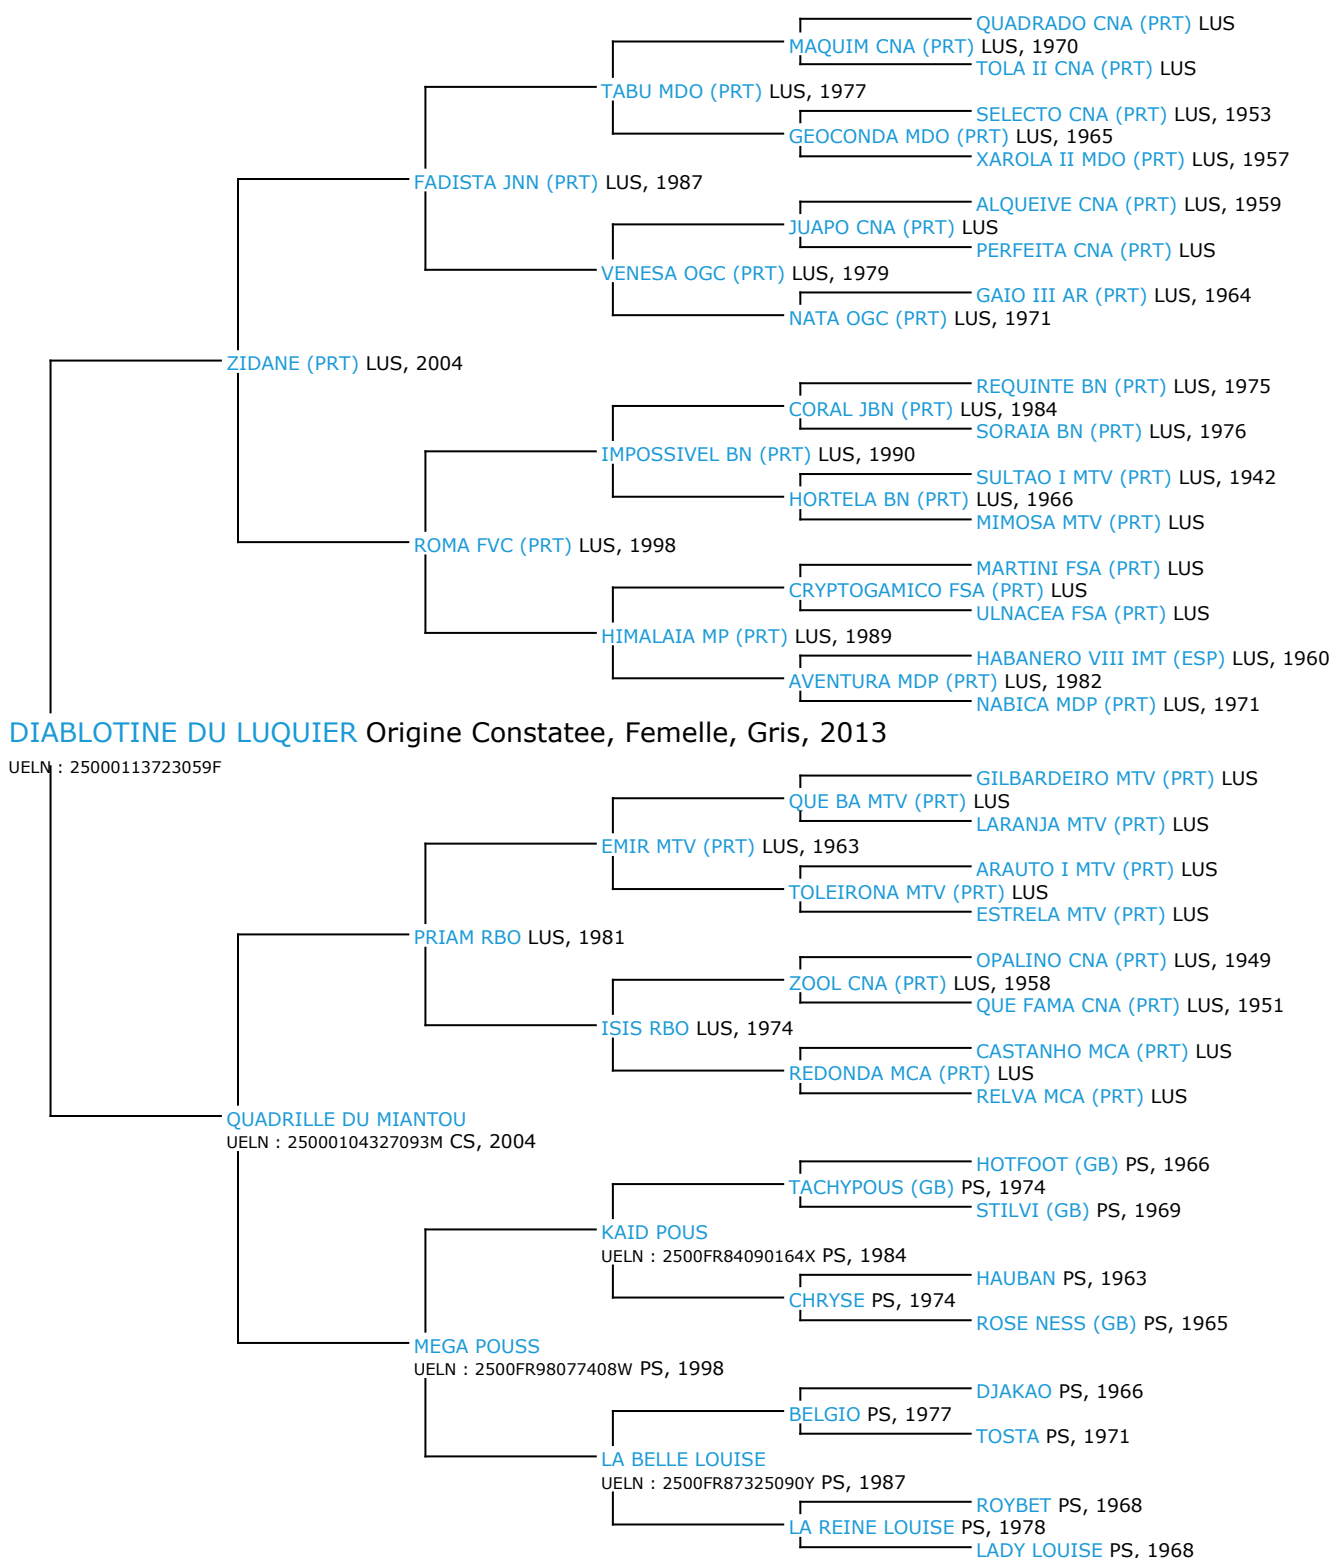 QUADRADO CNA (PRT) LUS
MAQUIM CNA (PRT) LUS, 1970
TOLA II CNA (PRT) LUS
TABU MDO (PRT) LUS, 1977
SELECTO CNA (PRT) LUS, 1953
GEOCONDA MDO (PRT) LUS, 1965
XAROLA II MDO (PRT) LUS, 1957
FADISTA JNN (PRT) LUS, 1987
ALQUEIVE CNA (PRT) LUS, 1959
JUAPO CNA (PRT) LUS
PERFEITA CNA (PRT) LUS
VENESA OGC (PRT) LUS, 1979
GAIO III AR (PRT) LUS, 1964
NATA OGC (PRT) LUS, 1971
ZIDANE (PRT) LUS, 2004
REQUINTE BN (PRT) LUS, 1975
CORAL JBN (PRT) LUS, 1984
SORAIA BN (PRT) LUS, 1976
IMPOSSIVEL BN (PRT) LUS, 1990
SULTAO I MTV (PRT) LUS, 1942
HORTELA BN (PRT) LUS, 1966
MIMOSA MTV (PRT) LUS
ROMA FVC (PRT) LUS, 1998
MARTINI FSA (PRT) LUS
CRYPTOGAMICO FSA (PRT) LUS
ULNACEA FSA (PRT) LUS
HIMALAIA MP (PRT) LUS, 1989
HABANERO VIII IMT (ESP) LUS, 1960
AVENTURA MDP (PRT) LUS, 1982
NABICA MDP (PRT) LUS, 1971
DIABLOTINE DU LUQUIER Origine Constatee, Femelle, Gris, 2013
UELN : 25000113723059F
GILBARDEIRO MTV (PRT) LUS
QUE BA MTV (PRT) LUS
LARANJA MTV (PRT) LUS
EMIR MTV (PRT) LUS, 1963
ARAUTO I MTV (PRT) LUS
TOLEIRONA MTV (PRT) LUS
ESTRELA MTV (PRT) LUS
PRIAM RBO LUS, 1981
OPALINO CNA (PRT) LUS, 1949
ZOOL CNA (PRT) LUS, 1958
QUE FAMA CNA (PRT) LUS, 1951
ISIS RBO LUS, 1974
CASTANHO MCA (PRT) LUS
REDONDA MCA (PRT) LUS
RELVA MCA (PRT) LUS
QUADRILLE DU MIANTOU
UELN : 25000104327093M CS, 2004
HOTFOOT (GB) PS, 1966
TACHYPOUS (GB) PS, 1974
STILVI (GB) PS, 1969
KAID POUS
UELN : 2500FR84090164X PS, 1984
HAUBAN PS, 1963
CHRYSE PS, 1974
ROSE NESS (GB) PS, 1965
MEGA POUSS
UELN : 2500FR98077408W PS, 1998
DJAKAO PS, 1966
BELGIO PS, 1977
TOSTA PS, 1971
LA BELLE LOUISE
UELN : 2500FR87325090Y PS, 1987
ROYBET PS, 1968
LA REINE LOUISE PS, 1978
LADY LOUISE PS, 1968